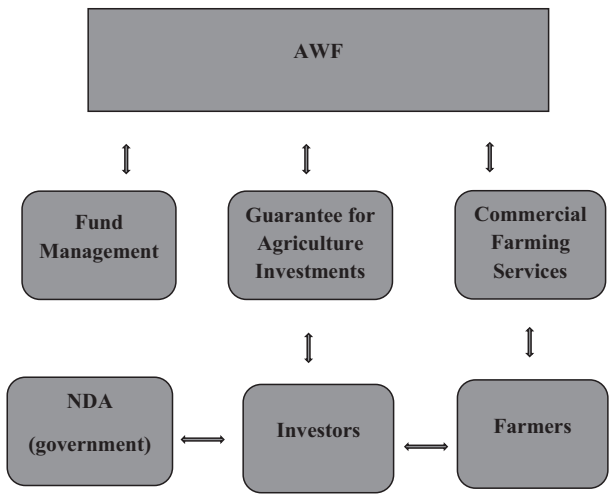 AWF
Fund
Management
Guarantee for
Agriculture
Investments
Commercial
Farming
Services
NDA
(government)
Investors
Farmers